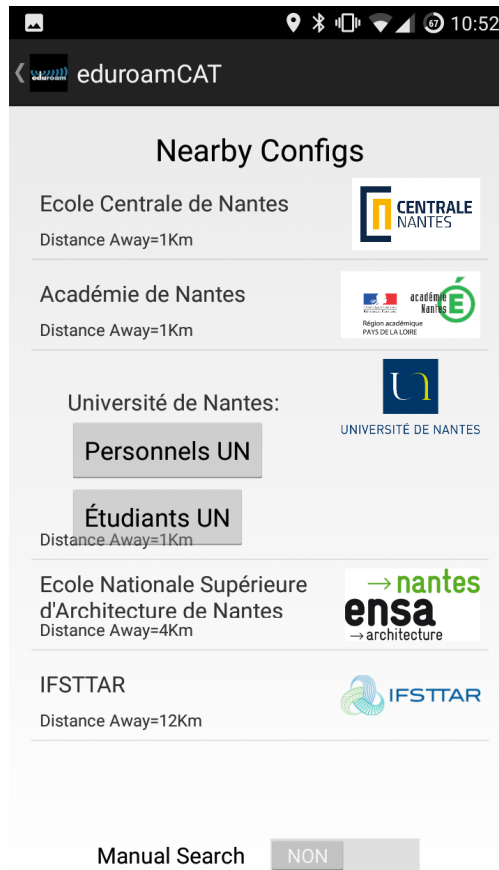 67 10:52
eduroam eduroamCAT
Nearby Configs
Ecole Centrale de Nantes
Distance Away=1Km
CENTRALE
NANTES
Académie de Nantes
Distance Away=1Km
académie
Nantes
É
Région académique
PAYS DE LA LOIRE
Université de Nantes:
Personnels UN
Étudiants UN
Distance Away=1Km
UNIVERSITÉ DE NANTES
Ecole Nationale Supérieure
d'Architecture de Nantes
Distance Away=4Km
→nantes
ensa
→architecture
IFSTTAR
Distance Away=12Km
IFSTTAR
Manual Search NON